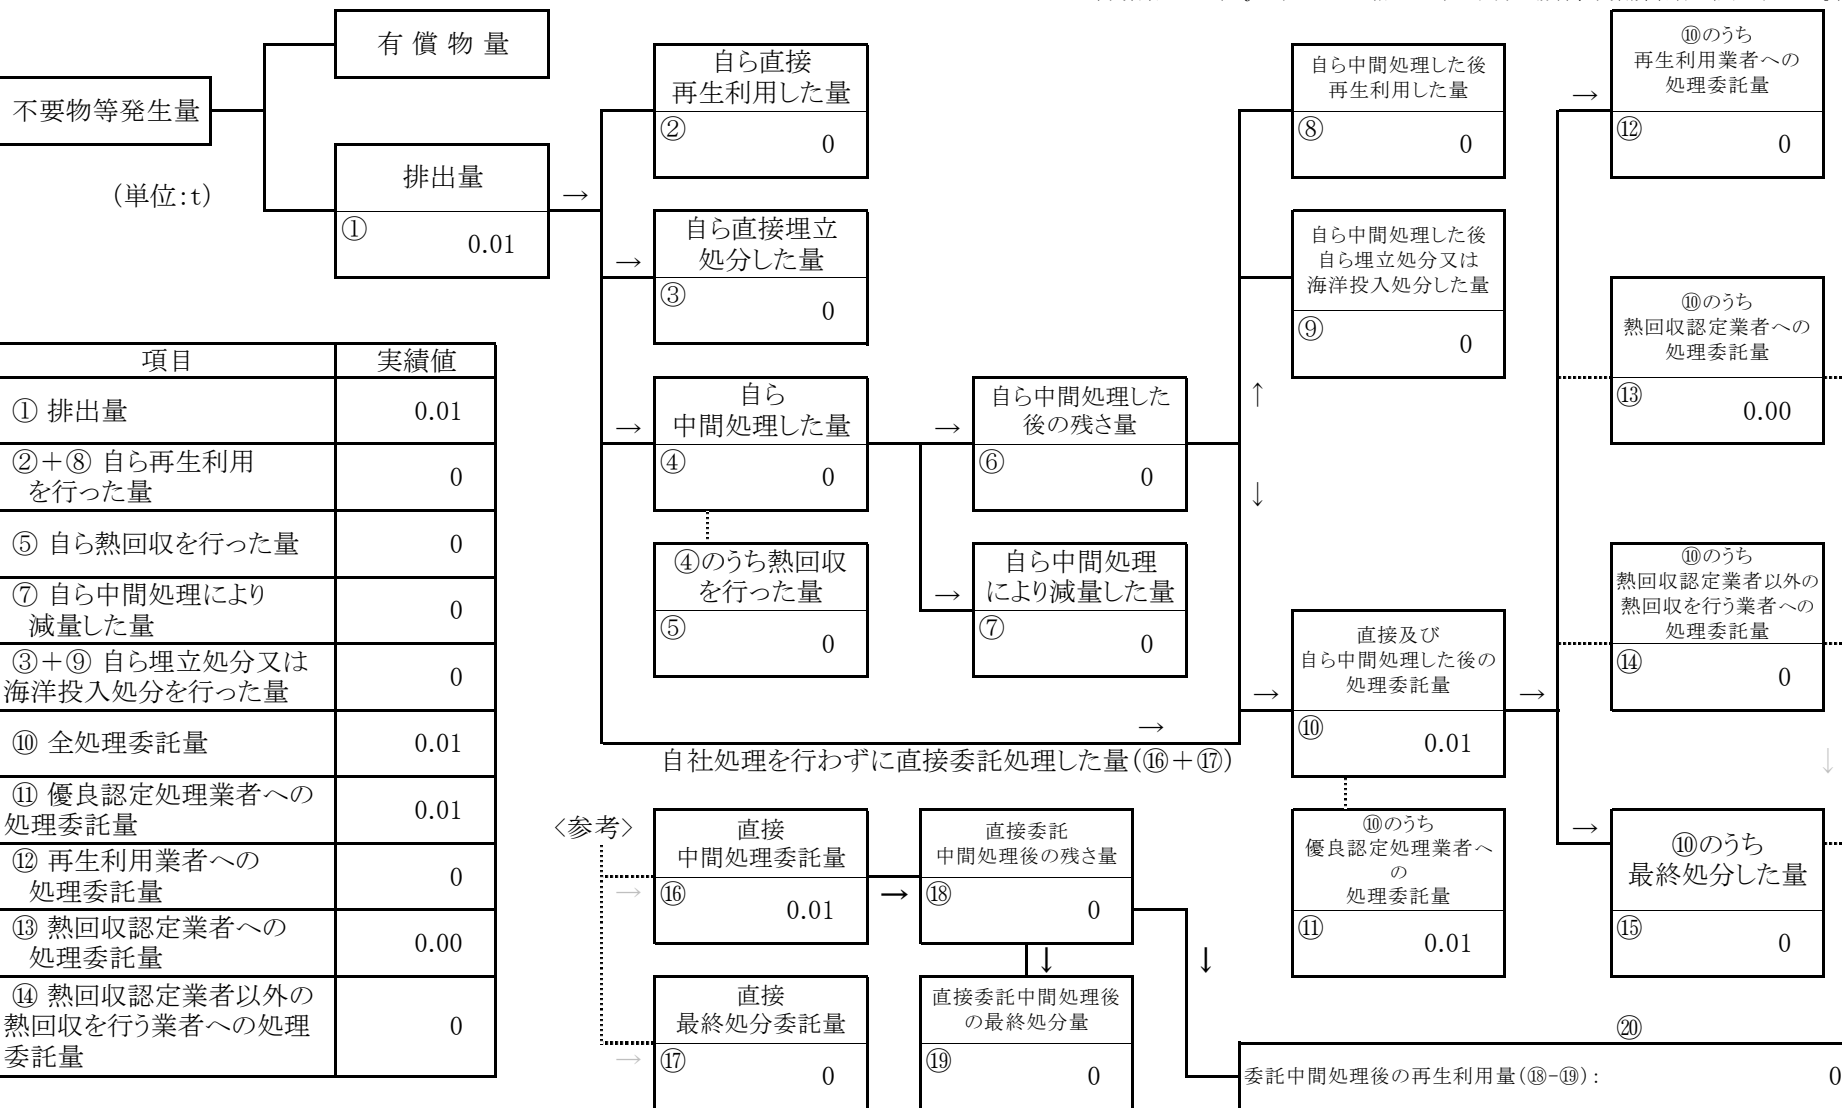 有 償 物 量
不要物等発生量
(単位:t)
排出量
→
①
0.01
自ら直接
再生利用した量
②
0
自ら直接埋立
処分した量
→
③
0
自ら
中間処理した量
→
④
0
④のうち熱回収
を行った量
⑤
0
自ら中間処理した
後の残さ量
→
⑥
0
自ら中間処理
により減量した量
→
⑦
0
自ら中間処理した後
再生利用した量
⑧
0
自ら中間処理した後
自ら埋立処分又は
海洋投入処分した量
⑨
0
↑
↓
直接及び
自ら中間処理した後の
処理委託量
→
⑩
0.01
→
→
自社処理を行わずに直接委託処理した量(⑯+⑰)
⑩のうち
優良認定処理業者へ
の
処理委託量
⑪
0.01
⑩のうち
再生利用業者への
処理委託量
→
⑫
0
⑩のうち
熱回収認定業者への
処理委託量
⑬
0.00
⑩のうち
熱回収認定業者以外の
熱回収を行う業者への
処理委託量
⑭
0
↓
⑩のうち
最終処分した量
→
⑮
0
項目 実績値
① 排出量 0.01
②+⑧ 自ら再生利用
を行った量 0
⑤ 自ら熱回収を行った量 0
⑦ 自ら中間処理により
減量した量 0
③+⑨ 自ら埋立処分又は
海洋投入処分を行った量 0
⑩ 全処理委託量 0.01
⑪ 優良認定処理業者への
処理委託量 0.01
⑫ 再生利用業者への
処理委託量 0
⑬ 熱回収認定業者への
処理委託量 0.00
⑭ 熱回収認定業者以外の
熱回収を行う業者への処理
委託量 0
<参考>
直接
中間処理委託量
→
⑯
0.01
→
直接委託
中間処理後の残さ量
⑱
0
↓
↓
直接
最終処分委託量
→
⑰
0
直接委託中間処理後
の最終処分量
⑲
0
⑳
委託中間処理後の再生利用量(⑱-⑲): 0